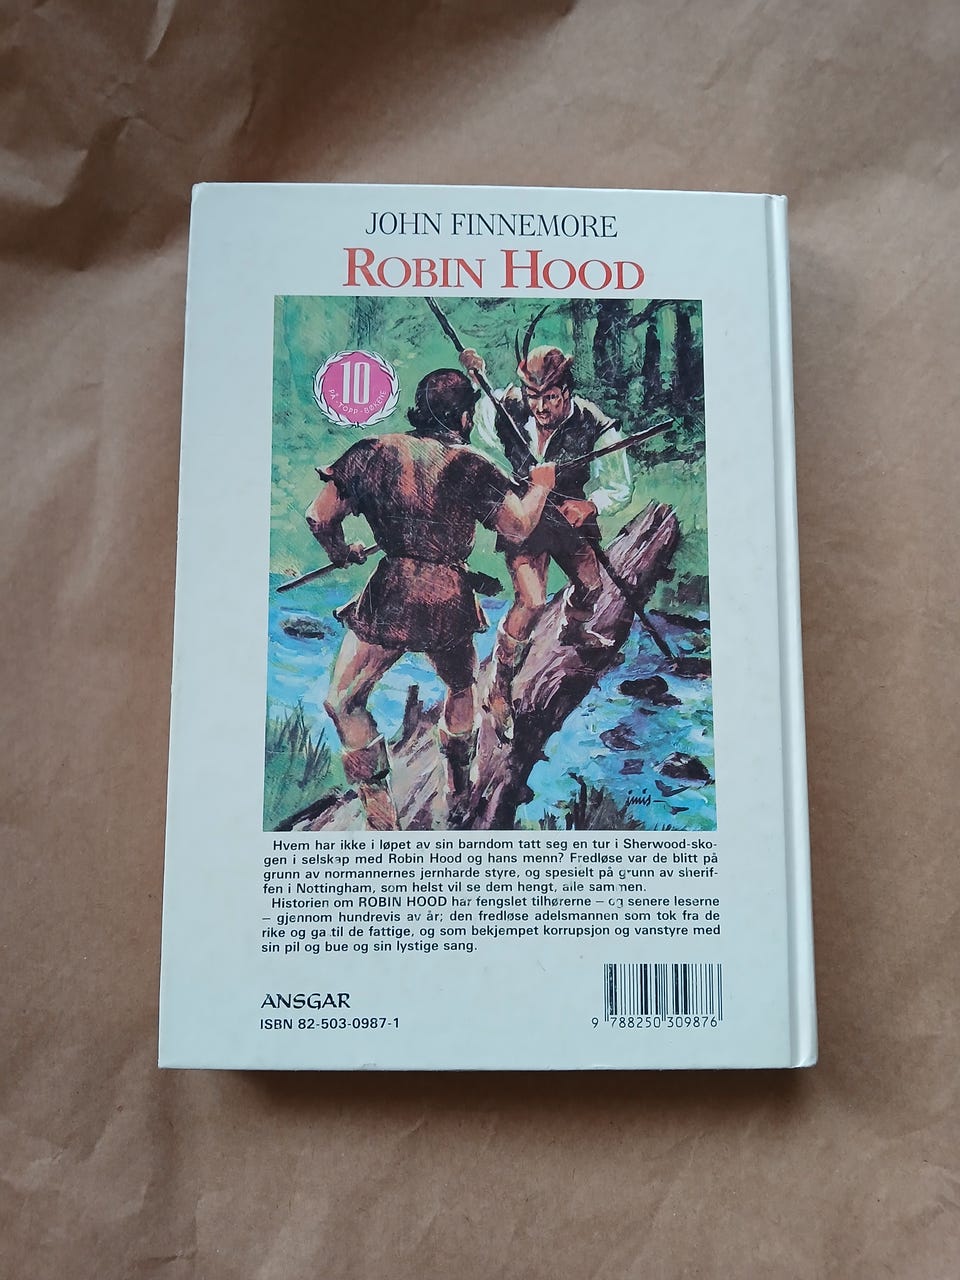 JOHN FINNEMORE
ROBIN HOOD
10
PÅ-TOPP-BØKENE
Hvem har ikke i løpet av sin barndom tatt seg en tur i Sherwood-sko-
gen i selskap med Robin Hood og hans menn? Fredløse var de blitt på
grunn av normannernes jernharde styre, og spesielt på grunn av sherif-
fen i Nottingham, som helst vil se dem hengt, alle sammen.
Historien om ROBIN HOOD har fengslet tilhørerne – og senere leserne
– gjennom hundrevis av år; den fredløse adelsmannen som tok fra de
rike og ga til de fattige, og som bekjempet korrupsjon og vanstyre med
sin pil og bue og sin lystige sang.
ANSGAR
ISBN 82-503-0987-1
9 788250 309876